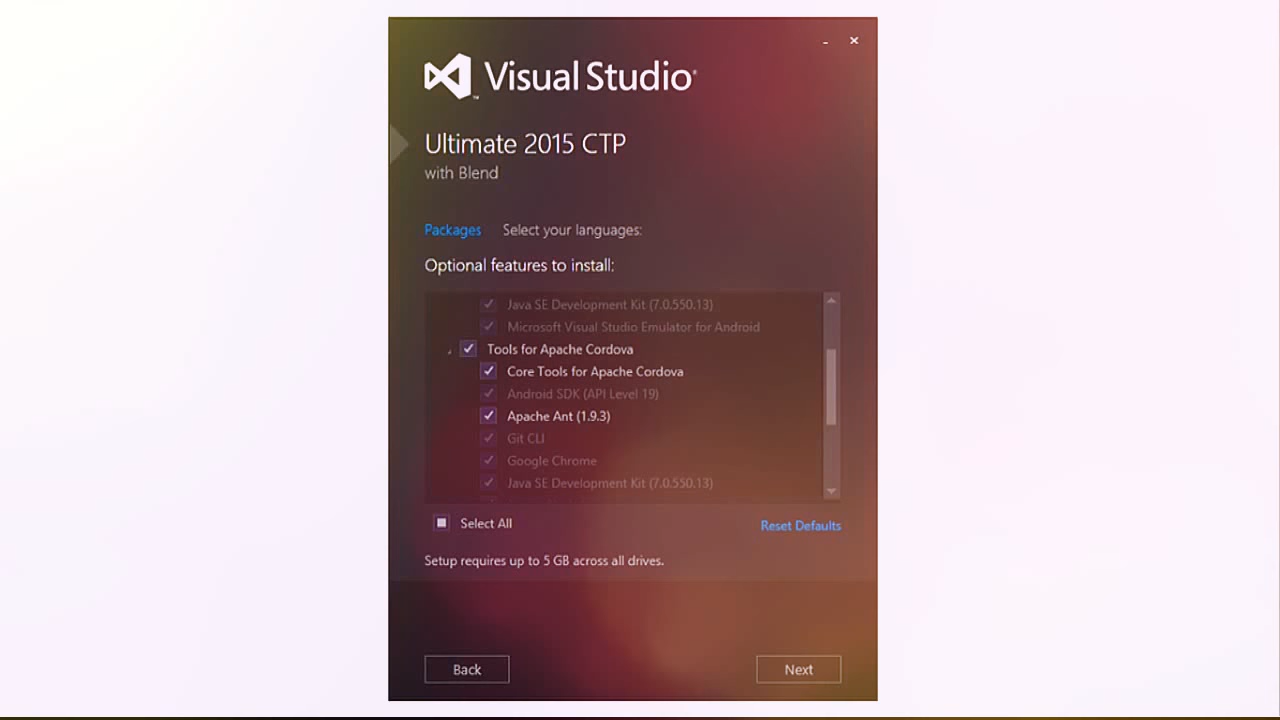 Visual Studio®
™
Ultimate 2015 CTP
with Blend
Packages Select your languages:
Optional features to install:
Java SE Development Kit (7.0.550.13)
Microsoft Visual Studio Emulator for Android
Tools for Apache Cordova
Core Tools for Apache Cordova
Android SDK (API Level 19)
Apache Ant (1.9.3)
Git CLI
Google Chrome
Java SE Development Kit (7.0.550.13)
Select All
Reset Defaults
Setup requires up to 5 GB across all drives.
Back Next